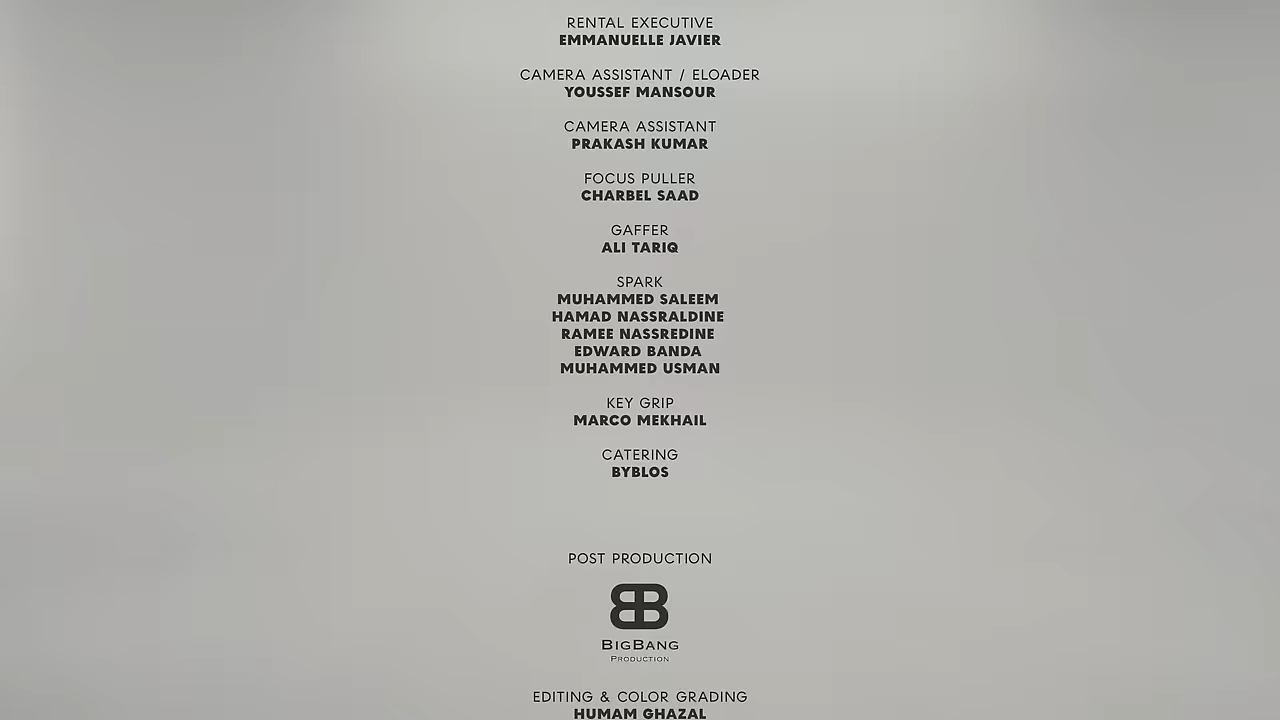 RENTAL EXECUTIVE
EMMANUELLE JAVIER
CAMERA ASSISTANT / ELOADER
YOUSSEF MANSOUR
CAMERA ASSISTANT
PRAKASH KUMAR
FOCUS PULLER
CHARBEL SAAD
GAFFER
ALI TARIQ
SPARK
MUHAMMED SALEEM
HAMAD NASSRALDINE
RAMEE NASSREDINE
EDWARD BANDA
MUHAMMED USMAN
KEY GRIP
MARCO MEKHAIL
CATERING
BYBLOS
POST PRODUCTION
BB
BIGBANG
PRODUCTION
EDITING & COLOR GRADING
HUMAM GHAZAL